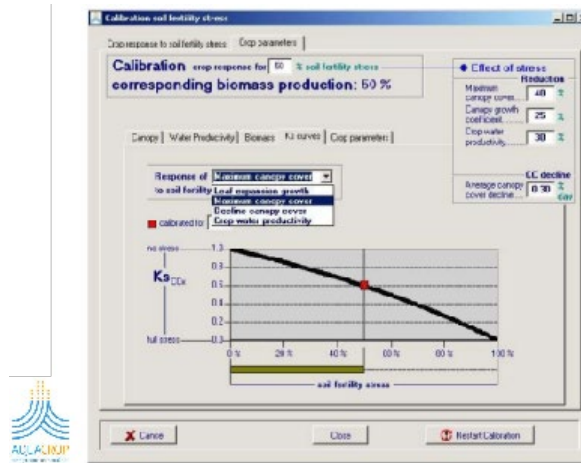 Calibration soil fertility stress
Crop response to soil fertility stress
Crop parameters
Calibration crop response for 50 % soil fertility stress
corresponding biomass production: 50 %
Effect of stress
Reduction
Maximum canopy cover 40 %
Canopy growth coefficient 25 %
Crop water productivity 30 %
CC decline
Average canopy cover decline 0.30 % day
Canopy
Water Productivity
Biomass
Ks curves
Crop parameters
Response of Maximum canopy cover
to soil fertility
Leaf expansion growth
Maximum canopy cover
Decline canopy cover
Crop water productivity
calibrated to:
no stress
KsCCx
full stress
0 %
20 %
40 %
60 %
80 %
100 %
soil fertility stress
Cancel
Close
Restart Calibration
AQUACROP